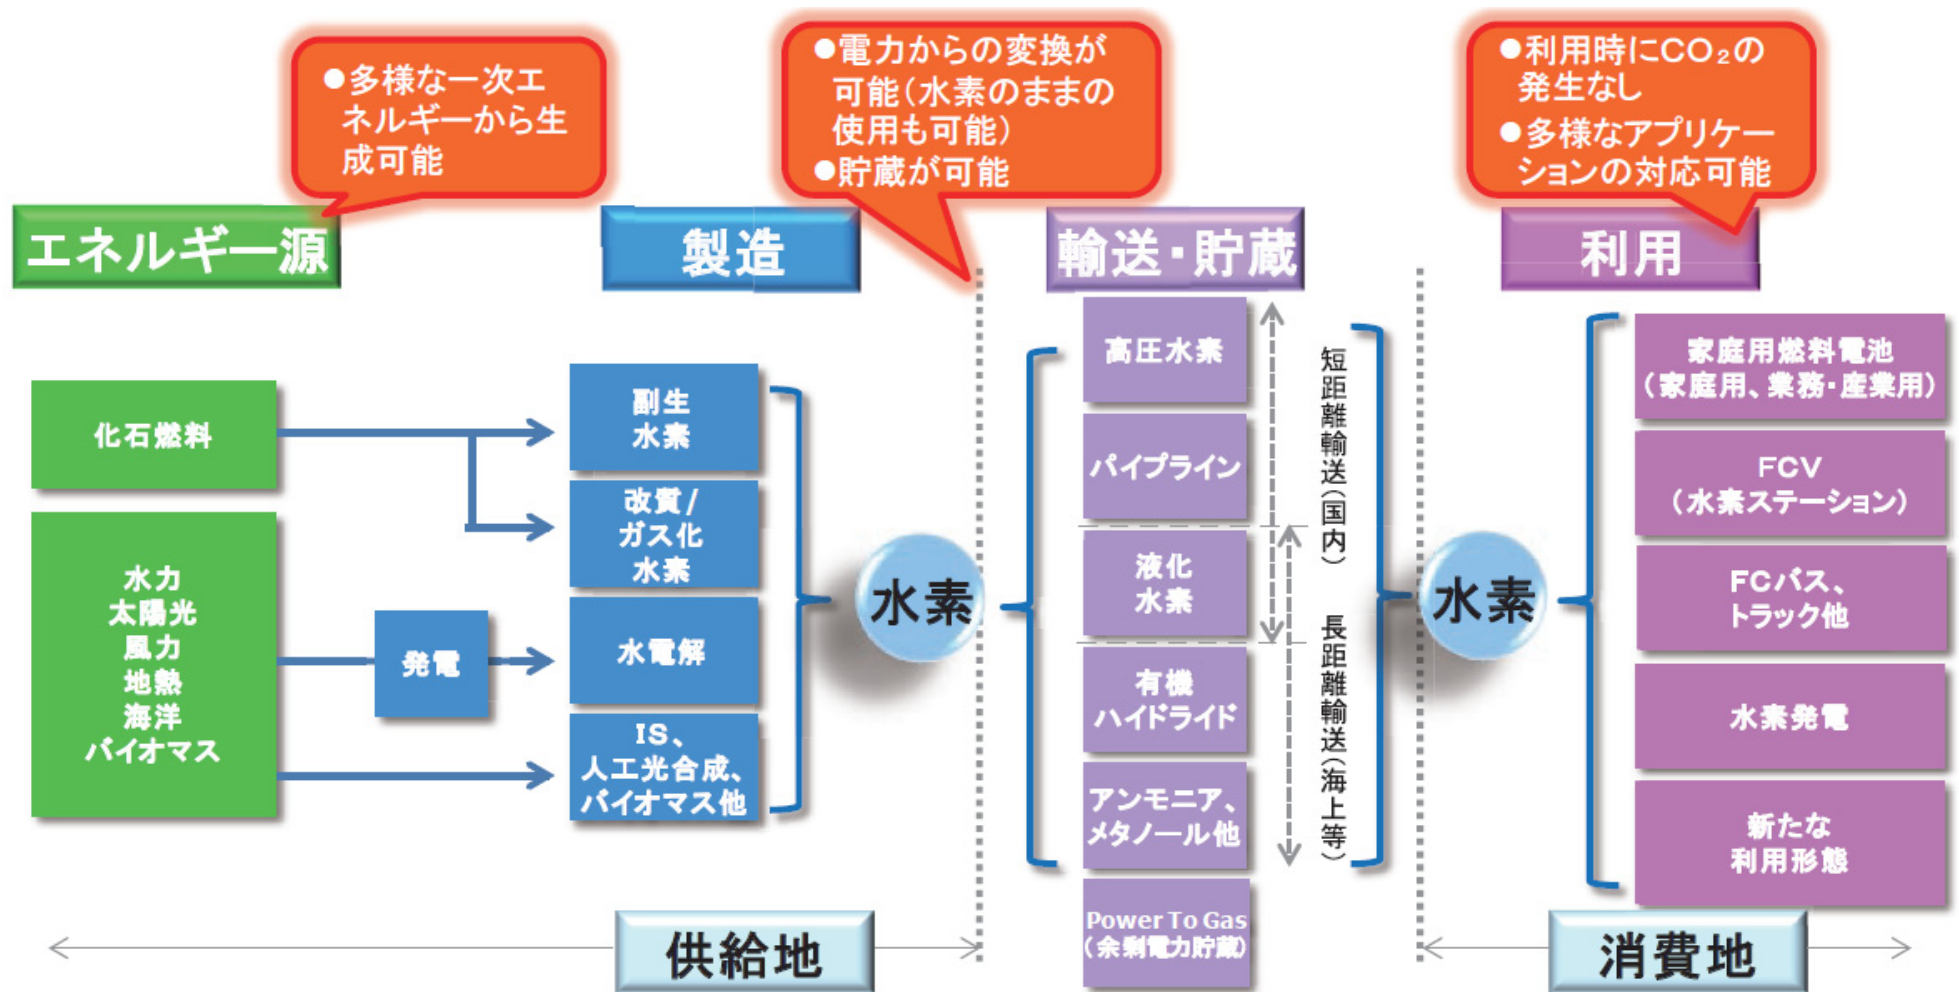 ●多様な一次エ
ネルギーから生
成可能
●電力からの変換が
可能(水素のままの
使用も可能)
●貯蔵が可能
●利用時にCO₂の
発生なし
●多様なアプリケー
ションの対応可能
エネルギー源
製造
輸送・貯蔵
利用
化石燃料
水力
太陽光
風力
地熱
海洋
バイオマス
発電
副生
水素
改質/
ガス化
水素
水電解
IS、
人工光合成、
バイオマス他
水素
高圧水素
パイプライン
液化
水素
有機
ハイドライド
アンモニア、
メタノール他
Power To Gas
(余剰電力貯蔵)
短距離輸送(国内)
長距離輸送(海上等)
水素
家庭用燃料電池
(家庭用、業務・産業用)
FCV
(水素ステーション)
FCバス、
トラック他
水素発電
新たな
利用形態
供給地
消費地